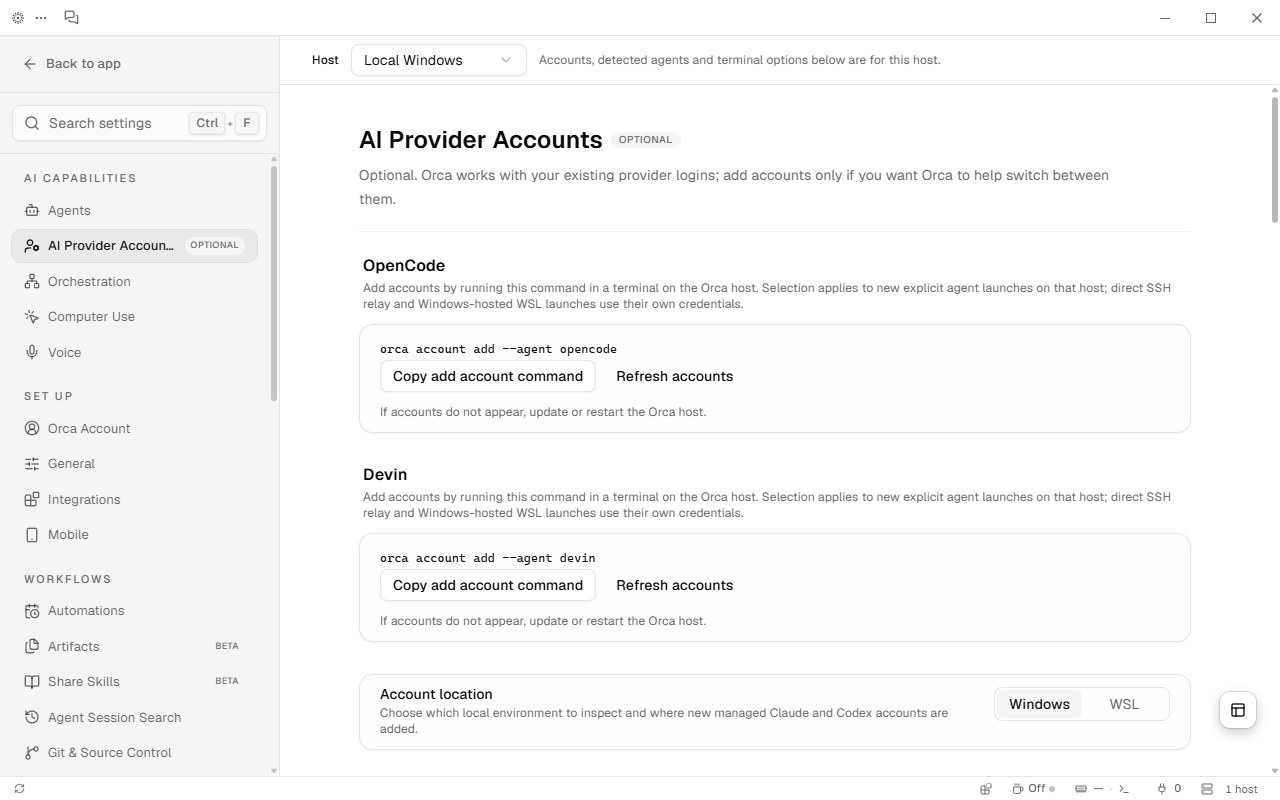 Back to app
Host
Local Windows
Accounts, detected agents and terminal options below are for this host.
Search settings
Ctrl + F
AI CAPABILITIES
Agents
AI Provider Accoun...
OPTIONAL
Orchestration
Computer Use
Voice
SET UP
Orca Account
General
Integrations
Mobile
WORKFLOWS
Automations
Artifacts
BETA
Share Skills
BETA
Agent Session Search
Git & Source Control
AI Provider Accounts
OPTIONAL
Optional. Orca works with your existing provider logins; add accounts only if you want Orca to help switch between
them.
OpenCode
Add accounts by running this command in a terminal on the Orca host. Selection applies to new explicit agent launches on that host; direct SSH
relay and Windows-hosted WSL launches use their own credentials.
orca account add --agent opencode
Copy add account command
Refresh accounts
If accounts do not appear, update or restart the Orca host.
Devin
Add accounts by running this command in a terminal on the Orca host. Selection applies to new explicit agent launches on that host; direct SSH
relay and Windows-hosted WSL launches use their own credentials.
orca account add --agent devin
Copy add account command
Refresh accounts
If accounts do not appear, update or restart the Orca host.
Account location
Choose which local environment to inspect and where new managed Claude and Codex accounts are
added.
Windows
WSL
Off
— ·
0
1 host